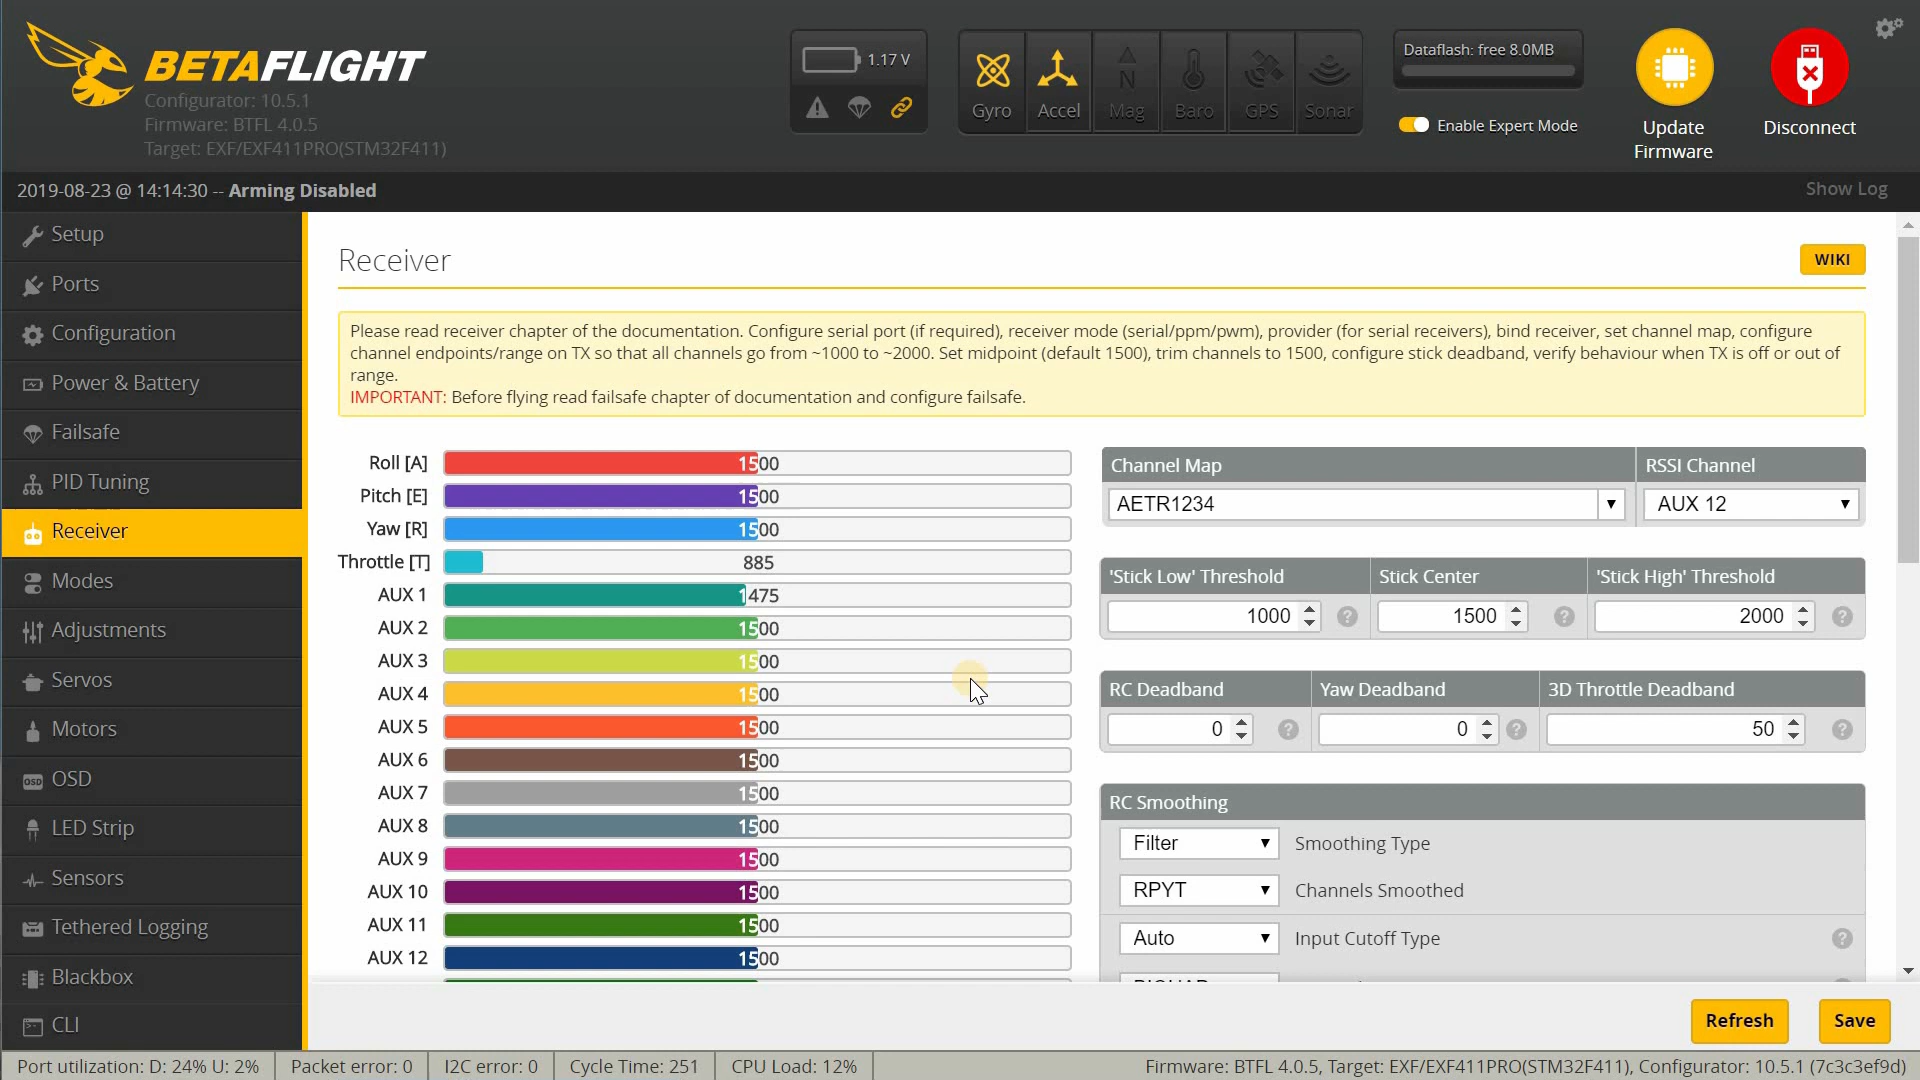 BETAFLIGHT
Configurator: 10.5.1
Firmware: BTFL 4.0.5
Target: EXF/EXF411PRO(STM32F411)
1.17 V
Gyro
Accel
Mag
Baro
GPS
Sonar
Dataflash: free 8.0MB
Enable Expert Mode
Update
Firmware
Disconnect
2019-08-23 @ 14:14:30 -- Arming Disabled
Show Log
Setup
Ports
Configuration
Power & Battery
Failsafe
PID Tuning
Receiver
Modes
Adjustments
Servos
Motors
OSD
OSD
LED Strip
Sensors
Tethered Logging
Blackbox
CLI
Receiver
WIKI
Please read receiver chapter of the documentation. Configure serial port (if required), receiver mode (serial/ppm/pwm), provider (for serial receivers), bind receiver, set channel map, configure
channel endpoints/range on TX so that all channels go from ~1000 to ~2000. Set midpoint (default 1500), trim channels to 1500, configure stick deadband, verify behaviour when TX is off or out of
range.
IMPORTANT: Before flying read failsafe chapter of documentation and configure failsafe.
Roll [A] 1500
Pitch [E] 1500
Yaw [R] 1500
Throttle [T] 885
AUX 1 1475
AUX 2 1500
AUX 3 1500
AUX 4 1500
AUX 5 1500
AUX 6 1500
AUX 7 1500
AUX 8 1500
AUX 9 1500
AUX 10 1500
AUX 11 1500
AUX 12 1500
Channel Map RSSI Channel
AETR1234 AUX 12
'Stick Low' Threshold Stick Center 'Stick High' Threshold
1000 ? 1500 ? 2000 ?
RC Deadband Yaw Deadband 3D Throttle Deadband
0 ? 0 ? 50 ?
RC Smoothing
Filter Smoothing Type
RPYT Channels Smoothed
Auto Input Cutoff Type ?
Refresh Save
Port utilization: D: 24% U: 2% Packet error: 0 I2C error: 0 Cycle Time: 251 CPU Load: 12% Firmware: BTFL 4.0.5, Target: EXF/EXF411PRO(STM32F411), Configurator: 10.5.1 (7c3c3ef9d)